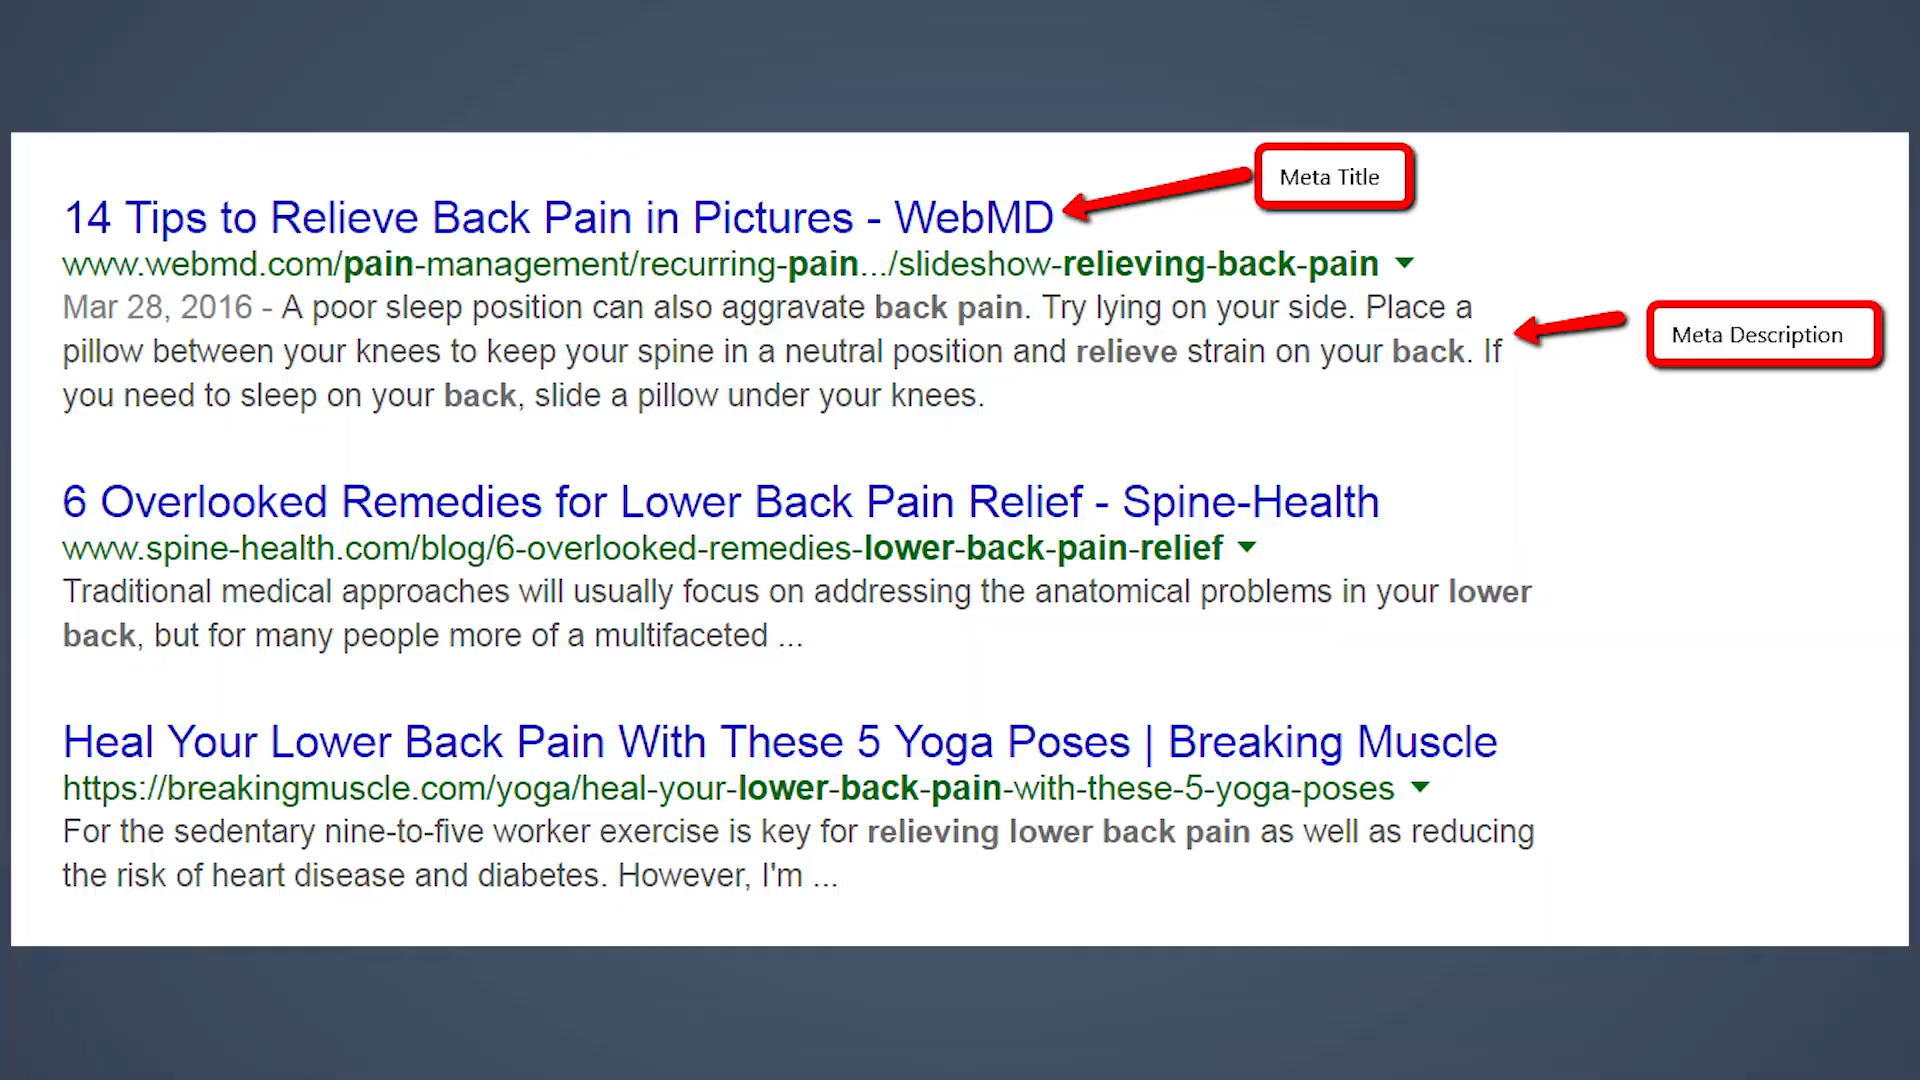 Meta Title
14 Tips to Relieve Back Pain in Pictures - WebMD
www.webmd.com/pain-management/recurring-pain.../slideshow-relieving-back-pain
Mar 28, 2016 - A poor sleep position can also aggravate back pain. Try lying on your side. Place a
Meta Description
pillow between your knees to keep your spine in a neutral position and relieve strain on your back. If
you need to sleep on your back, slide a pillow under your knees.
6 Overlooked Remedies for Lower Back Pain Relief - Spine-Health
www.spine-health.com/blog/6-overlooked-remedies-lower-back-pain-relief
Traditional medical approaches will usually focus on addressing the anatomical problems in your lower
back, but for many people more of a multifaceted ...
Heal Your Lower Back Pain With These 5 Yoga Poses | Breaking Muscle
https://breakingmuscle.com/yoga/heal-your-lower-back-pain-with-these-5-yoga-poses
For the sedentary nine-to-five worker exercise is key for relieving lower back pain as well as reducing
the risk of heart disease and diabetes. However, I'm ...